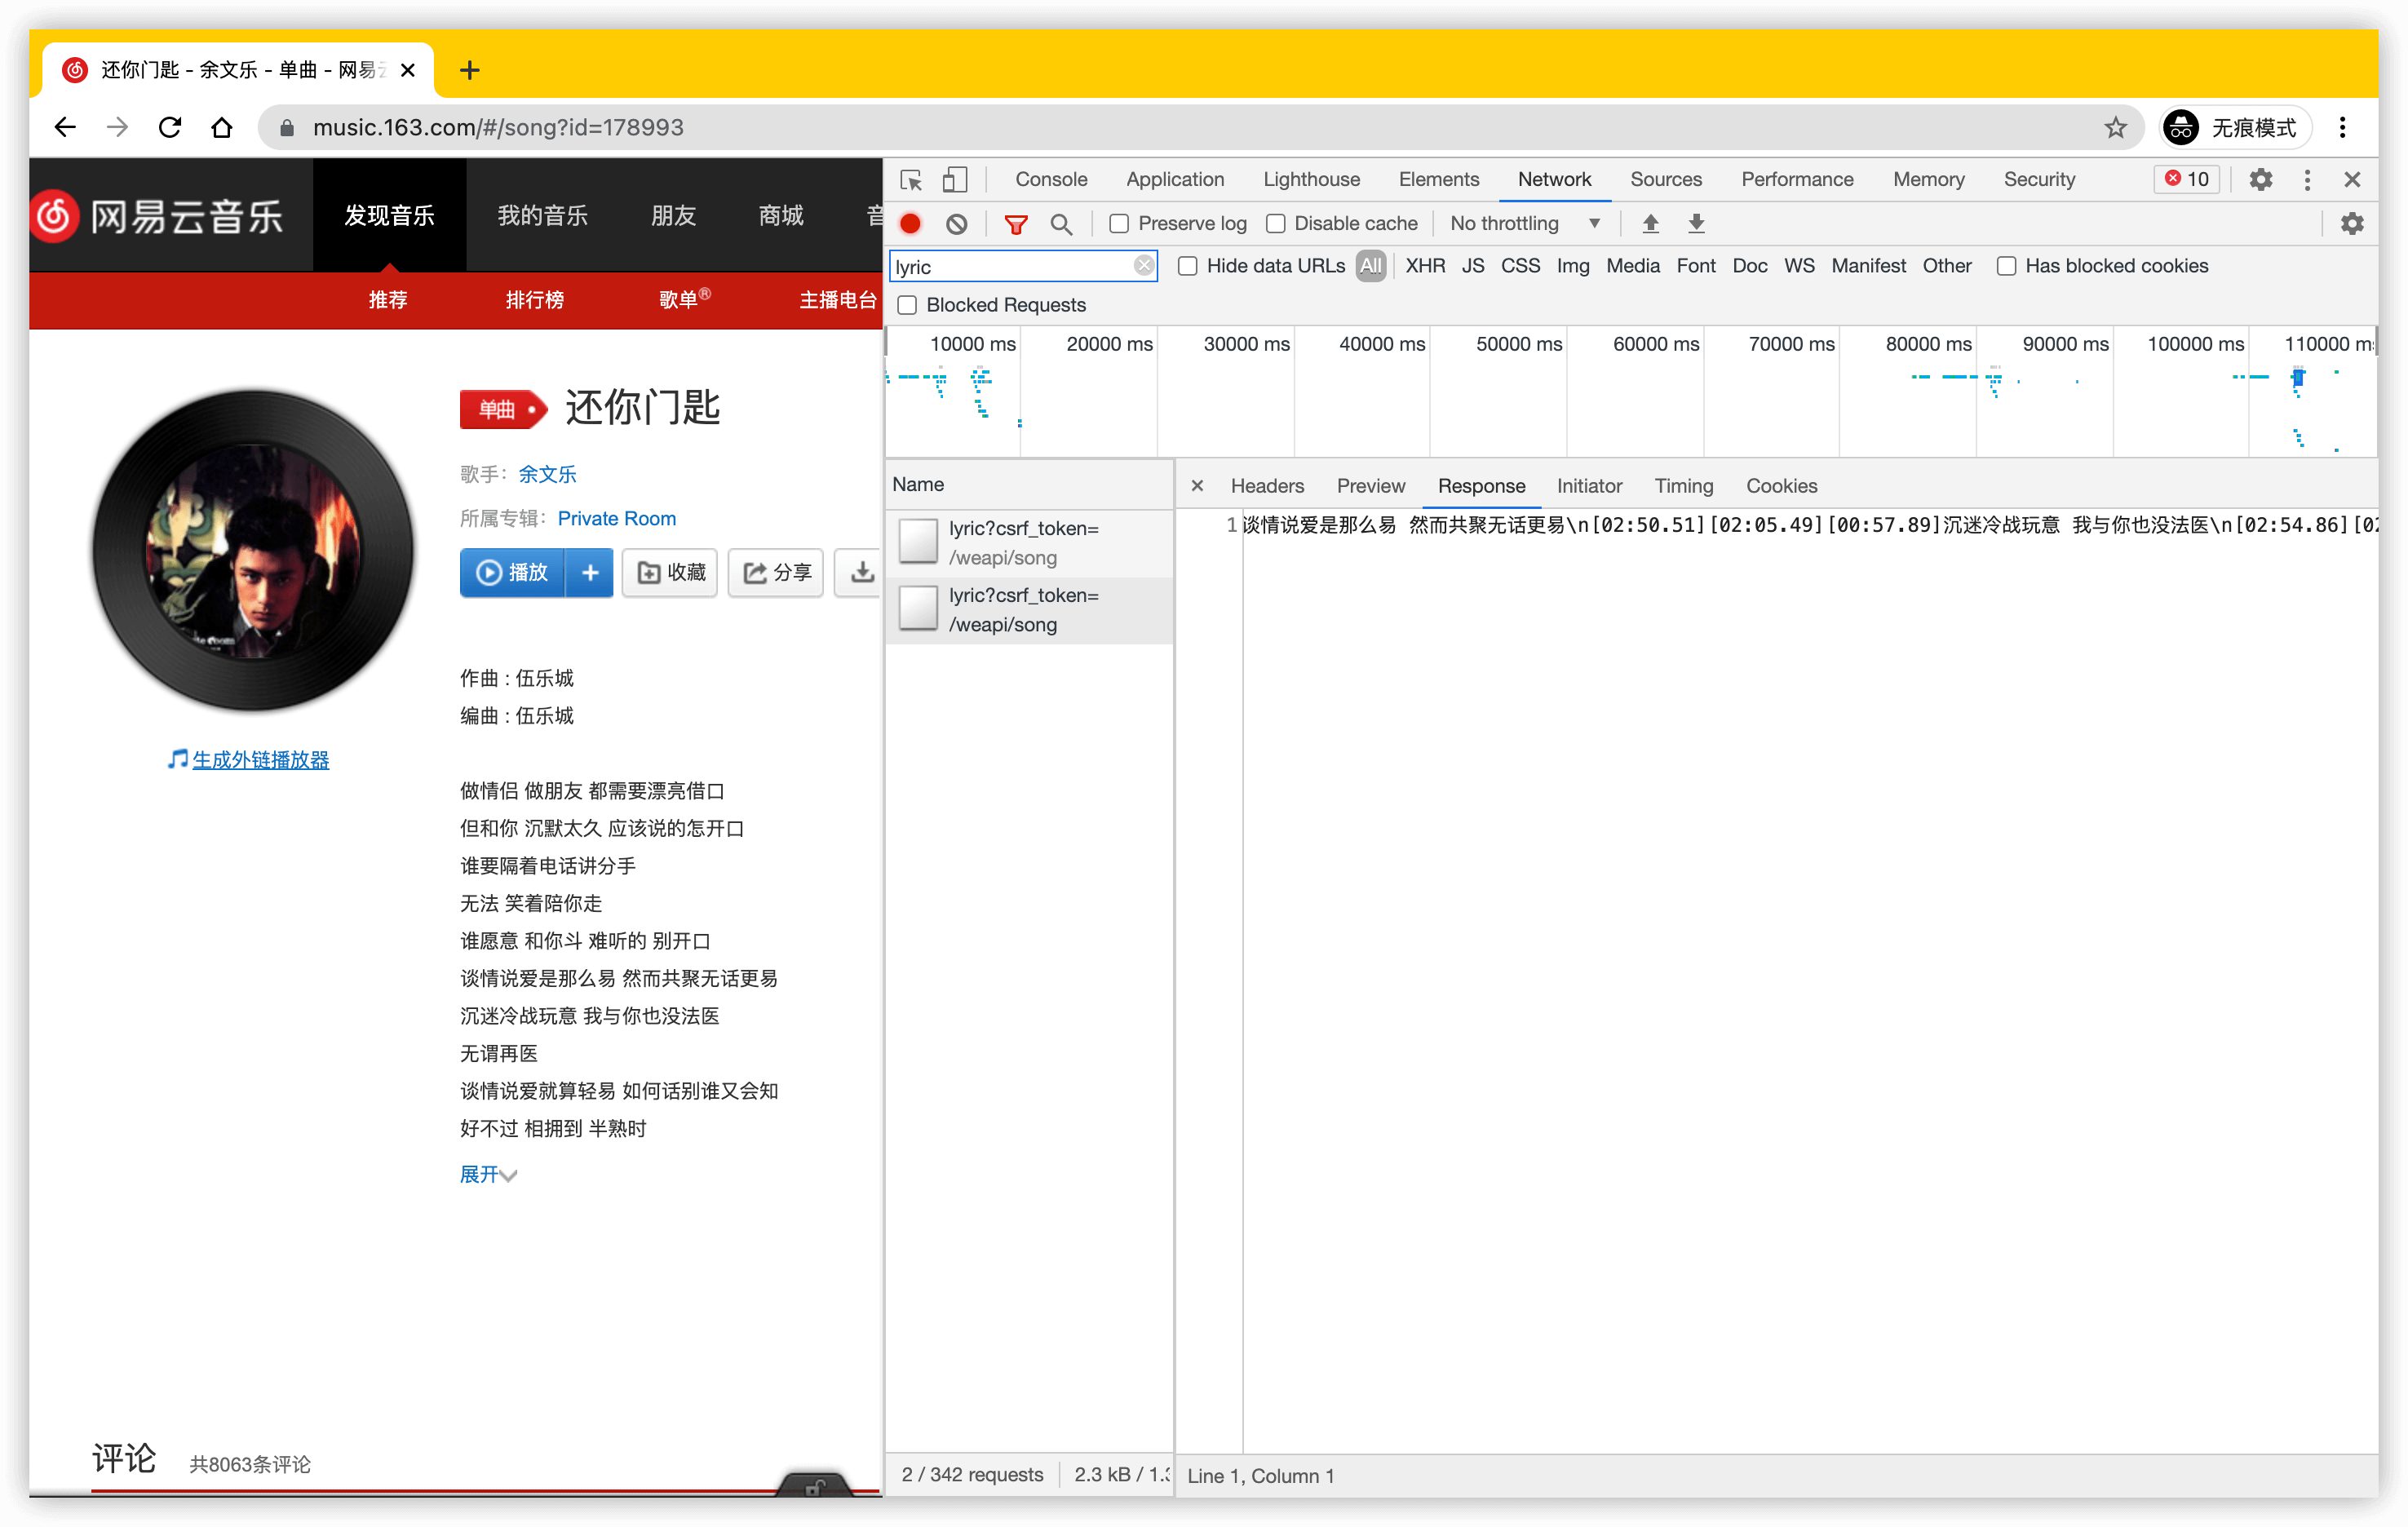 还你门匙 - 余文乐 - 单曲 - 网易
music.163.com/#/song?id=178993
无痕模式
网易云音乐
发现音乐 我的音乐 朋友 商城 音
推荐 排行榜 歌单® 主播电台
单曲 还你门匙
歌手: 余文乐
所属专辑: Private Room
播放 + 收藏 分享
作曲 : 伍乐城
编曲 : 伍乐城
生成外链播放器
做情侣 做朋友 都需要漂亮借口
但和你 沉默太久 应该说的怎开口
谁要隔着电话讲分手
无法 笑着陪你走
谁愿意 和你斗 难听的 别开口
谈情说爱是那么易 然而共聚无话更易
沉迷冷战玩意 我与你也没法医
无谓再医
谈情说爱就算轻易 如何话别谁又会知
好不过 相拥到 半熟时
展开
评论 共8063条评论
Console Application Lighthouse Elements Network Sources Performance Memory Security 10
Preserve log Disable cache No throttling
lyric Hide data URLs All XHR JS CSS Img Media Font Doc WS Manifest Other Has blocked cookies
Blocked Requests
10000 ms 20000 ms 30000 ms 40000 ms 50000 ms 60000 ms 70000 ms 80000 ms 90000 ms 100000 ms 110000 m
Name
lyric?csrf_token=
/weapi/song
lyric?csrf_token=
/weapi/song
Headers Preview Response Initiator Timing Cookies
1 谈情说爱是那么易 然而共聚无话更易\n[02:50.51][02:05.49][00:57.89]沉迷冷战玩意 我与你也没法医\n[02:54.86][02
2 / 342 requests 2.3 kB / 1.3
Line 1, Column 1